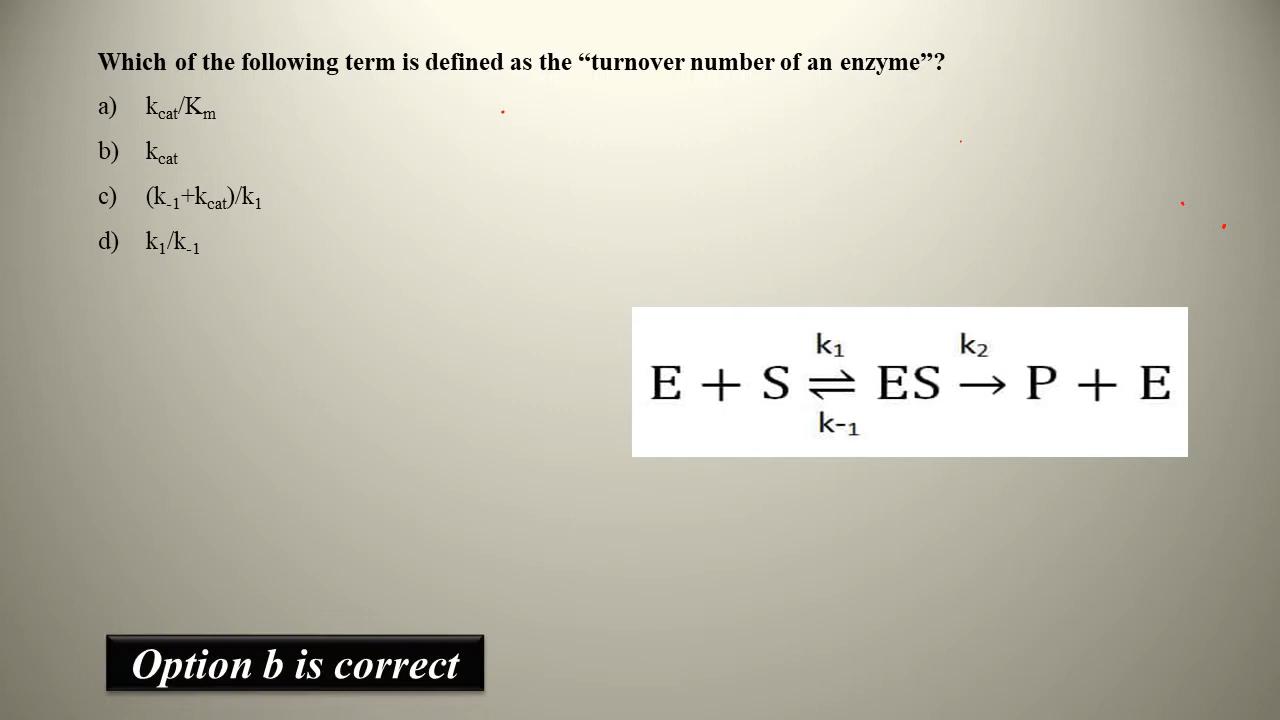 Which of the following term is defined as the “turnover number of an enzyme”?
a) kcat/Km
b) kcat
c) (k-1+kcat)/k1
d) k1/k-1
k1 k2
E + S ⇌ ES → P + E
k-1
Option b is correct